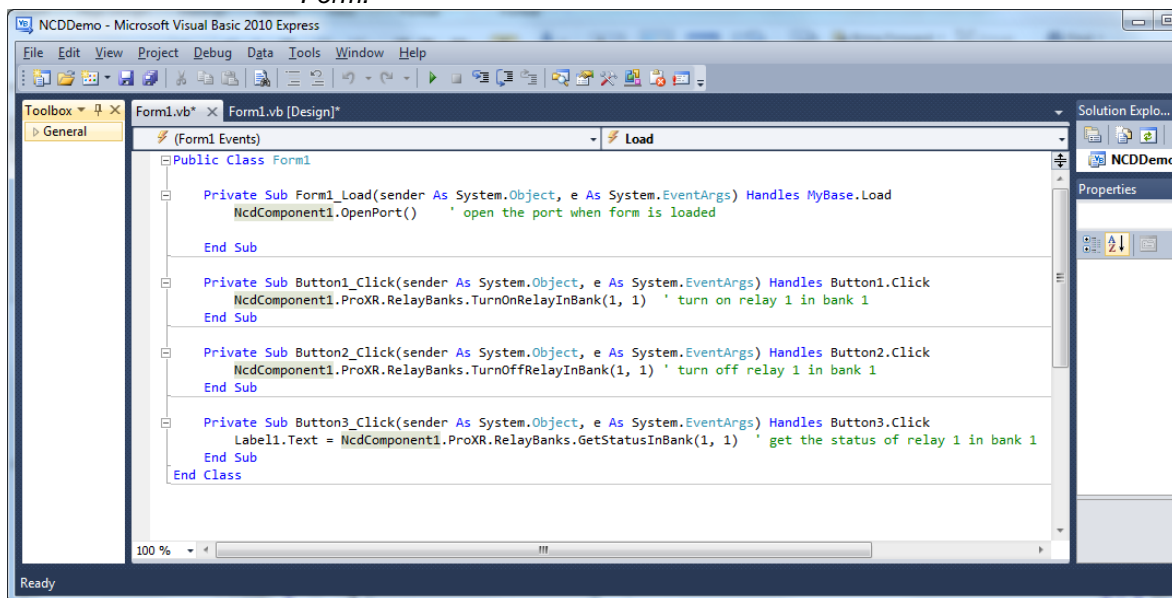 Form.
NCDDemo - Microsoft Visual Basic 2010 Express
File Edit View Project Debug Data Tools Window Help
Toolbox
Form1.vb* Form1.vb [Design]*
Solution Explo...
General
(Form1 Events) Load
NCDDemo
Public Class Form1
Private Sub Form1_Load(sender As System.Object, e As System.EventArgs) Handles MyBase.Load
Properties
NcdComponent1.OpenPort() ' open the port when form is loaded
End Sub
Private Sub Button1_Click(sender As System.Object, e As System.EventArgs) Handles Button1.Click
NcdComponent1.ProXR.RelayBanks.TurnOnRelayInBank(1, 1) ' turn on relay 1 in bank 1
End Sub
Private Sub Button2_Click(sender As System.Object, e As System.EventArgs) Handles Button2.Click
NcdComponent1.ProXR.RelayBanks.TurnOffRelayInBank(1, 1) ' turn off relay 1 in bank 1
End Sub
Private Sub Button3_Click(sender As System.Object, e As System.EventArgs) Handles Button3.Click
Label1.Text = NcdComponent1.ProXR.RelayBanks.GetStatusInBank(1, 1) ' get the status of relay 1 in bank 1
End Sub
End Class
100 %
Ready